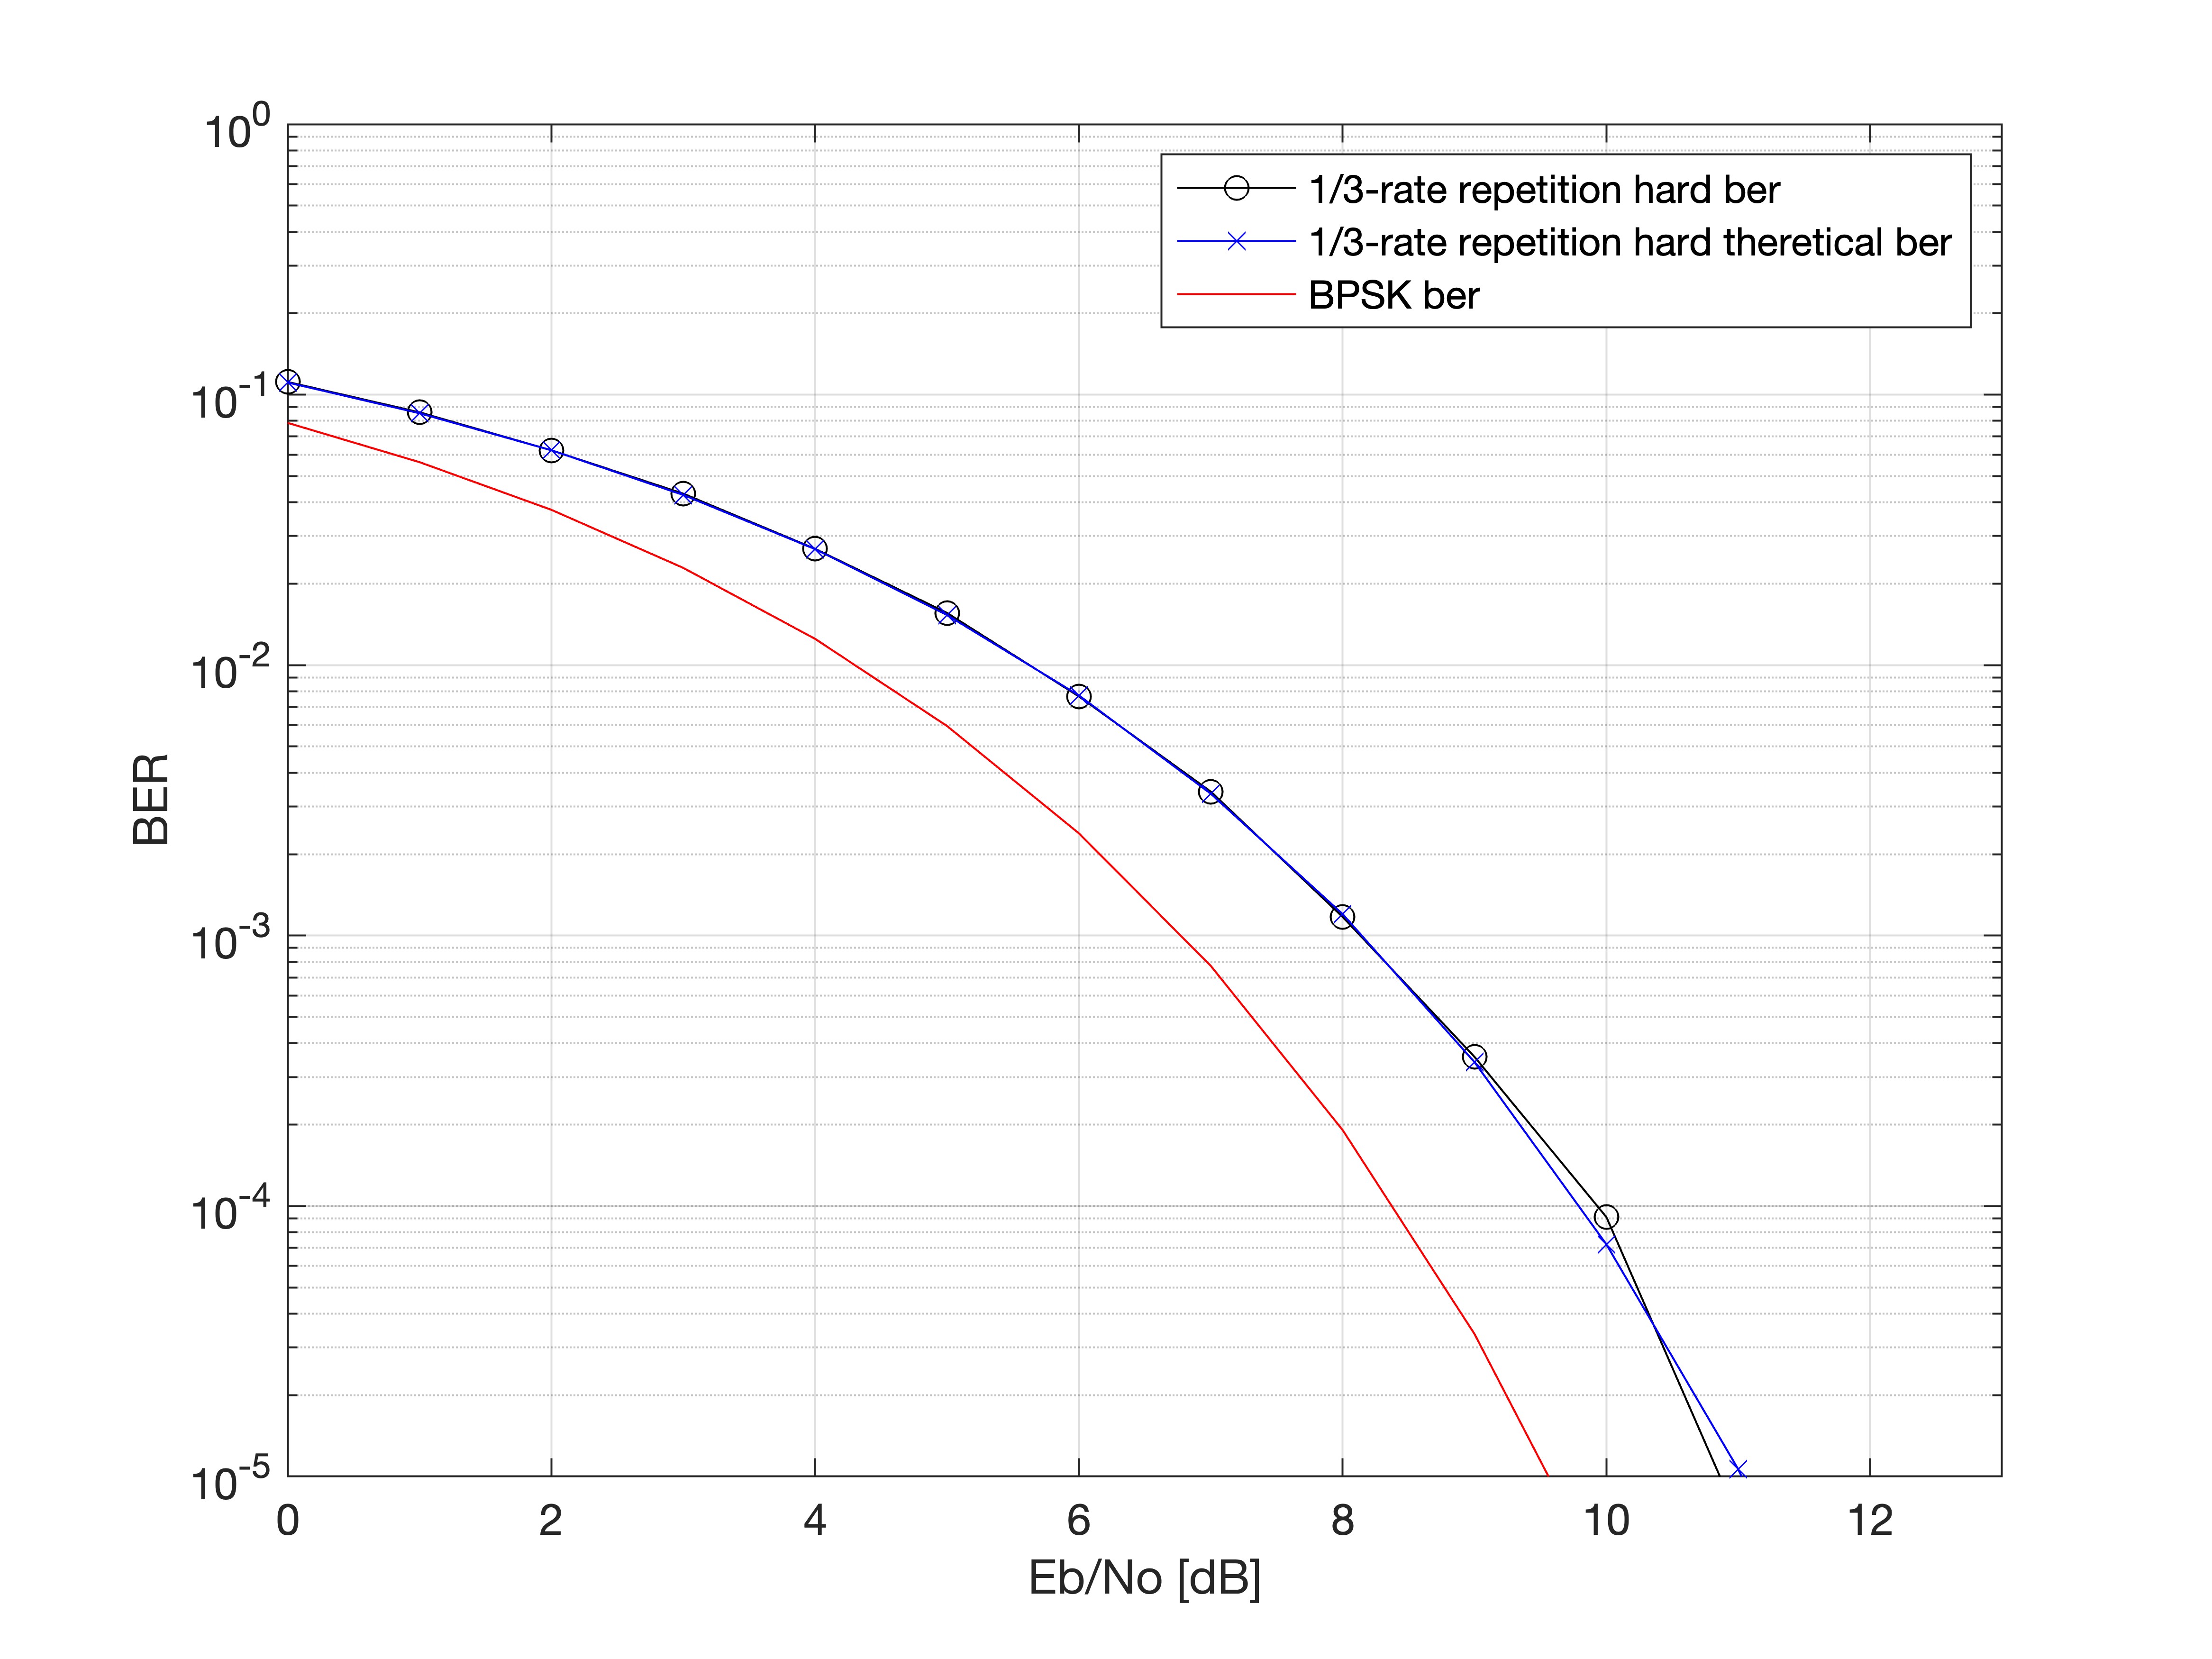 10^0
10^-1
10^-2
10^-3
10^-4
10^-5
BER
1/3-rate repetition hard ber
1/3-rate repetition hard theretical ber
BPSK ber
0 2 4 6 8 10 12
Eb/No [dB]